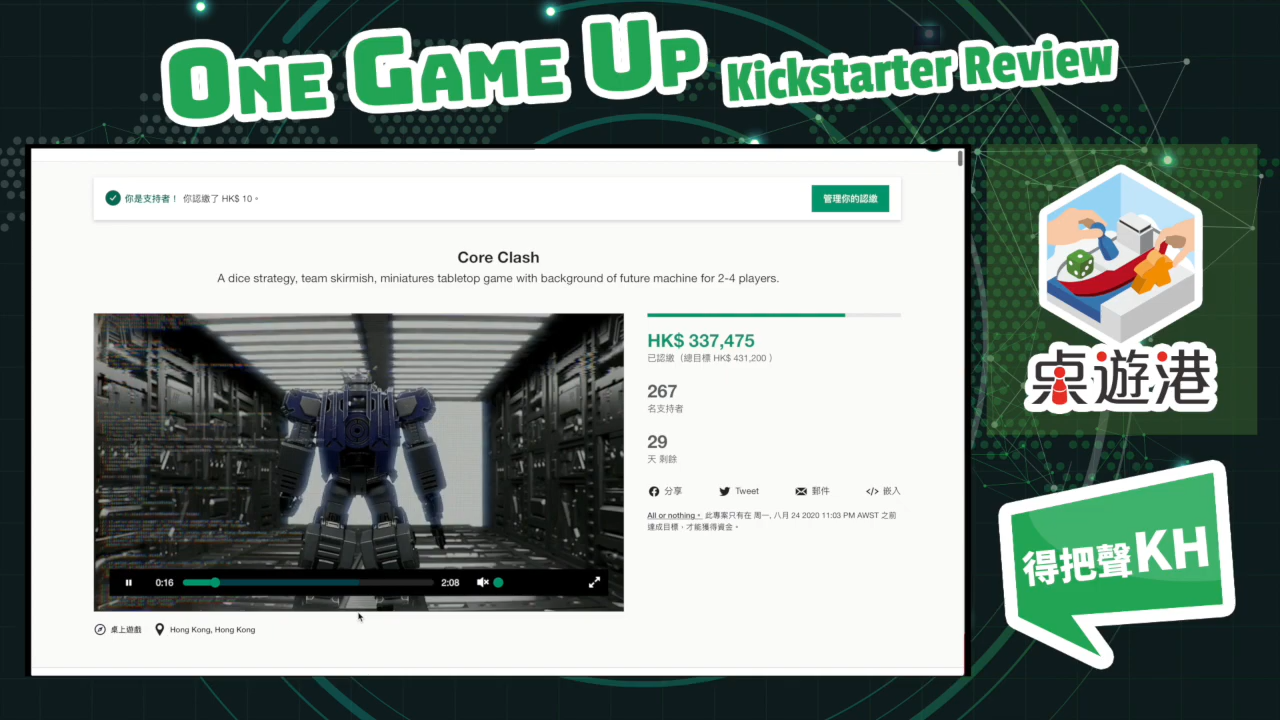 ONE GAME UP Kickstarter Review
你是支持者！ 你認繳了 HK$ 10。
管理你的認繳
Core Clash
A dice strategy, team skirmish, miniatures tabletop game with background of future machine for 2-4 players.
HK$ 337,475
已認繳（總目標 HK$ 431,200 ）
267
名支持者
29
天 剩餘
分享
Tweet
郵件
</> 嵌入
All or nothing。 此專案只有在 周一, 八月 24 2020 11:03 PM AWST 之前
達成目標，才能獲得資金。
0:16
2:08
桌上遊戲
Hong Kong, Hong Kong
桌遊港
得把聲KH